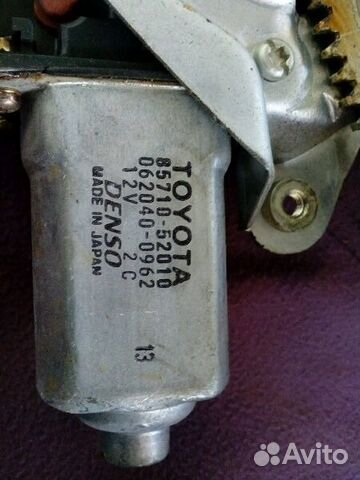 TOYOTA
85710-52010
062040-0962
12V 2C
DENSO
MADE IN JAPAN
13
Avito